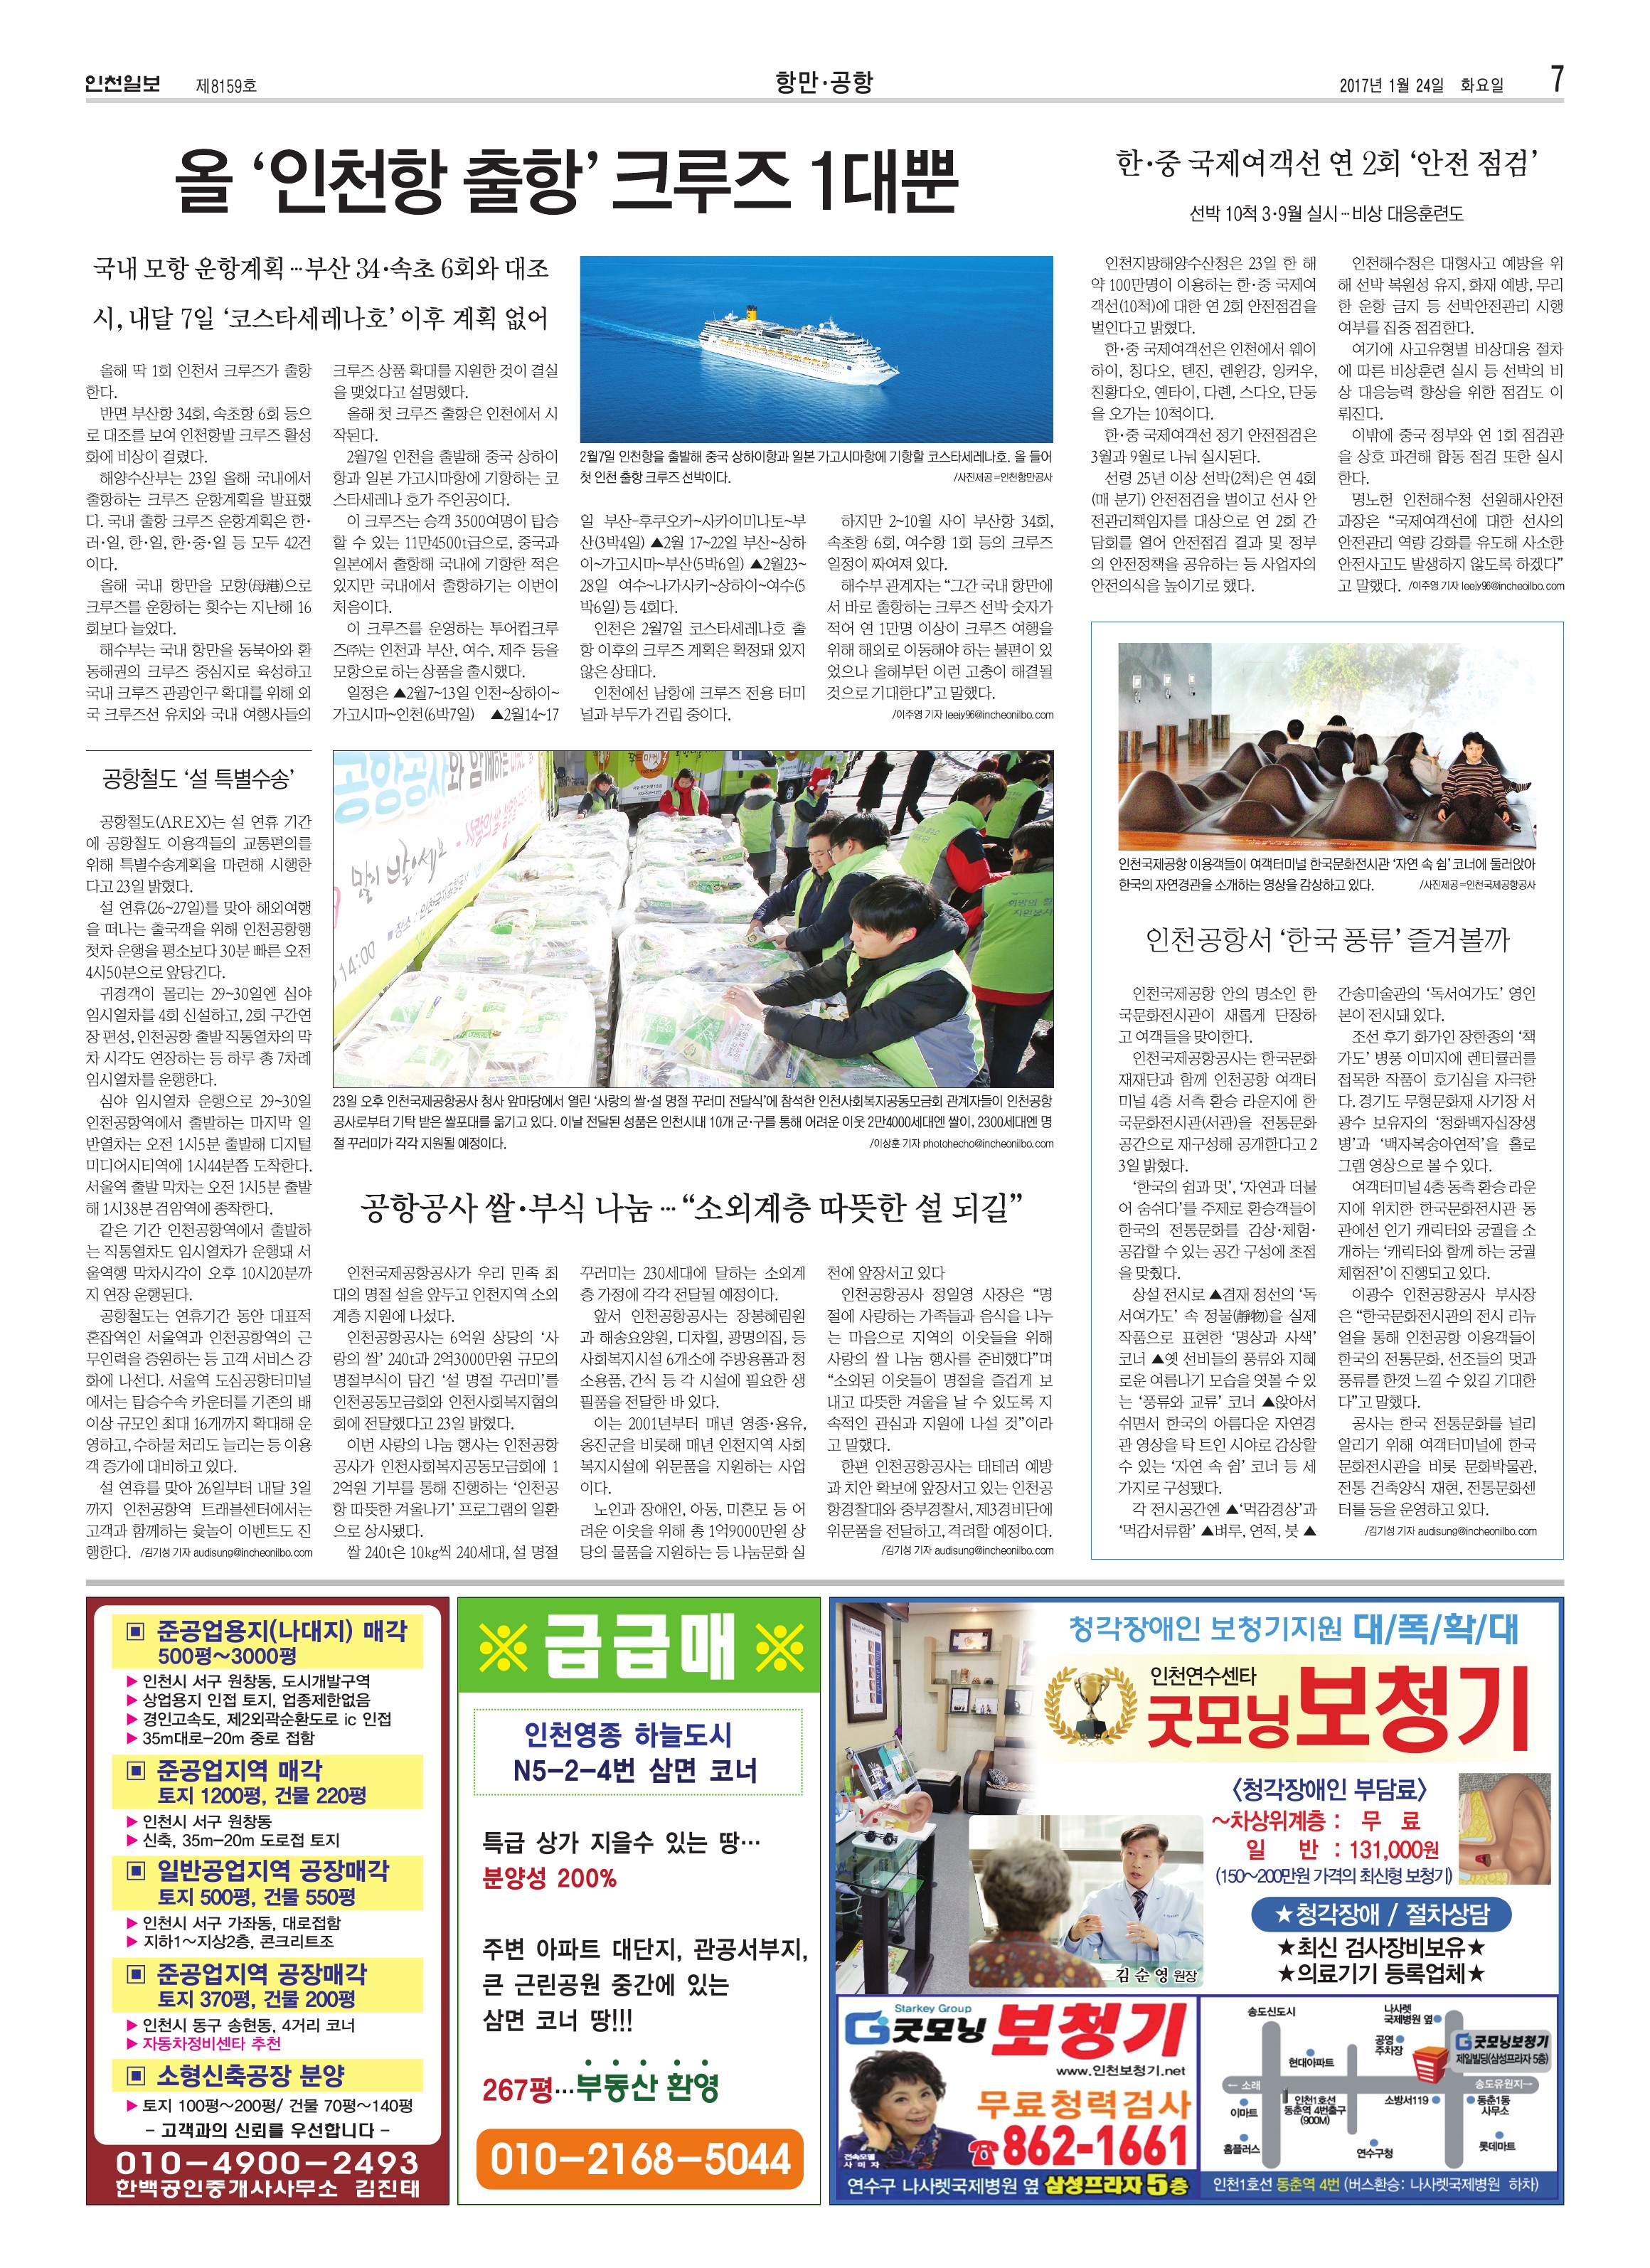 인천일보 제8159호
항만·공항
2017년 1월 24일 화요일 7
올 ‘인천항 출항’ 크루즈 1대뿐
국내 모항 운항계획…부산 34·속초 6회와 대조
시, 내달 7일 ‘코스타세레나호’ 이후 계획 없어
올해 딱 1회 인천서 크루즈가 출항
한다.
반면 부산항 34회, 속초항 6회 등으
로 대조를 보여 인천항발 크루즈 활성
화에 비상이 걸렸다.
해양수산부는 23일 올해 국내에서
출항하는 크루즈 운항계획을 발표했
다. 국내 출항 크루즈 운항계획은 한·
러·일, 한·일, 한·중·일 등 모두 42건
이다.
올해 국내 항만을 모항(母港)으로
크루즈를 운항하는 횟수는 지난해 16
회보다 늘었다.
해수부는 국내 항만을 동북아와 환
동해권의 크루즈 중심지로 육성하고
국내 크루즈 관광인구 확대를 위해 외
국 크루즈선 유치와 국내 여행사들의
크루즈 상품 확대를 지원한 것이 결실
을 맺었다고 설명했다.
올해 첫 크루즈 출항은 인천에서 시
작된다.
2월7일 인천을 출발해 중국 상하이
항과 일본 가고시마항에 기항하는 코
스타세레나 호가 주인공이다.
이 크루즈는 승객 3500여명이 탑승
할 수 있는 11만4500t급으로, 중국과
일본에서 출항해 국내에 기항한 적은
있지만 국내에서 출항하기는 이번이
처음이다.
이 크루즈를 운영하는 투어컴크루
즈㈜는 인천과 부산, 여수, 제주 등을
모항으로 하는 상품을 출시했다.
일정은 ▲2월7~13일 인천~상하이~
가고시마~인천(6박7일) ▲2월14~17
2월7일 인천항을 출발해 중국 상하이항과 일본 가고시마항에 기항할 코스타세레나호. 올 들어
첫 인천 출항 크루즈 선박이다. /사진제공=인천항만공사
일 부산-후쿠오카~사카이미나토~부
산(3박4일) ▲2월 17~22일 부산~상하
이~가고시마~부산(5박6일) ▲2월23~
28일 여수~나가사키~상하이~여수(5
박6일) 등 4회다.
인천은 2월7일 코스타세레나호 출
항 이후의 크루즈 계획은 확정돼 있지
않은 상태다.
인천에선 남항에 크루즈 전용 터미
널과 부두가 건립 중이다.
하지만 2~10월 사이 부산항 34회,
속초항 6회, 여수항 1회 등의 크루즈
일정이 짜여져 있다.
해수부 관계자는 “그간 국내 항만에
서 바로 출항하는 크루즈 선박 숫자가
적어 연 1만명 이상이 크루즈 여행을
위해 해외로 이동해야 하는 불편이 있
었으나 올해부턴 이런 고충이 해결될
것으로 기대한다”고 말했다.
/이주영 기자 leejy96@incheonilbo.com
한·중 국제여객선 연 2회 ‘안전 점검’
선박 10척 3·9월 실시…비상 대응훈련도
인천지방해양수산청은 23일 한 해
약 100만명이 이용하는 한·중 국제여
객선(10척)에 대한 연 2회 안전점검을
벌인다고 밝혔다.
한·중 국제여객선은 인천에서 웨이
하이, 칭다오, 톈진, 롄윈강, 잉커우,
친황다오, 옌타이, 다롄, 스다오, 단둥
을 오가는 10척이다.
한·중 국제여객선 정기 안전점검은
3월과 9월로 나눠 실시된다.
선령 25년 이상 선박(2척)은 연 4회
(매 분기) 안전점검을 벌이고 선사 안
전관리책임자를 대상으로 연 2회 간
담회를 열어 안전점검 결과 및 정부
의 안전정책을 공유하는 등 사업자의
안전의식을 높이기로 했다.
인천해수청은 대형사고 예방을 위
해 선박 복원성 유지, 화재 예방, 무리
한 운항 금지 등 선박안전관리 시행
여부를 집중 점검한다.
여기에 사고유형별 비상대응 절차
에 따른 비상훈련 실시 등 선박의 비
상 대응능력 향상을 위한 점검도 이
뤄진다.
이밖에 중국 정부와 연 1회 점검관
을 상호 파견해 합동 점검 또한 실시
한다.
명노헌 인천해수청 선원해사안전
과장은 “국제여객선에 대한 선사의
안전관리 역량 강화를 유도해 사소한
안전사고도 발생하지 않도록 하겠다”
고 말했다. /이주영 기자 leejy96@incheonilbo.com
공항철도 ‘설 특별수송’
공항철도(AREX)는 설 연휴 기간
에 공항철도 이용객들의 교통편의를
위해 특별수송계획을 마련해 시행한
다고 23일 밝혔다.
설 연휴(26~27일)를 맞아 해외여행
을 떠나는 출국객을 위해 인천공항행
첫차 운행을 평소보다 30분 빠른 오전
4시50분으로 앞당긴다.
귀경객이 몰리는 29~30일엔 심야
임시열차를 4회 신설하고, 2회 구간연
장 편성, 인천공항 출발 직통열차의 막
차 시각도 연장하는 등 하루 총 7차례
임시열차를 운행한다.
심야 임시열차 운행으로 29~30일
인천공항역에서 출발하는 마지막 일
반열차는 오전 1시5분 출발해 디지털
미디어시티역에 1시44분쯤 도착한다.
서울역 출발 막차는 오전 1시5분 출발
해 1시38분 검암역에 종착한다.
같은 기간 인천공항역에서 출발하
는 직통열차도 임시열차가 운행돼 서
울역행 막차시각이 오후 10시20분까
지 연장 운행된다.
공항철도는 연휴기간 동안 대표적
혼잡역인 서울역과 인천공항역의 근
무인력을 증원하는 등 고객 서비스 강
화에 나선다. 서울역 도심공항터미널
에서는 탑승수속 카운터를 기존의 배
이상 규모인 최대 16개까지 확대해 운
영하고, 수하물 처리도 늘리는 등 이용
객 증가에 대비하고 있다.
설 연휴를 맞아 26일부터 내달 3일
까지 인천공항역 트래블센터에서는
고객과 함께하는 윷놀이 이벤트도 진
행한다. /김기성 기자 audisung@incheonilbo.com
공항공사와 함께하는
14:00
23일 오후 인천국제공항공사 청사 앞마당에서 열린 ‘사랑의 쌀·설 명절 꾸러미 전달식’에 참석한 인천사회복지공동모금회 관계자들이 인천공항
공사로부터 기탁 받은 쌀포대를 옮기고 있다. 이날 전달된 성품은 인천시내 10개 군·구를 통해 어려운 이웃 2만4000세대엔 쌀이, 2300세대엔 명
절 꾸러미가 각각 지원될 예정이다. /이상훈 기자 photohecho@incheonilbo.com
공항공사 쌀·부식 나눔…“소외계층 따뜻한 설 되길”
인천국제공항공사가 우리 민족 최
대의 명절 설을 앞두고 인천지역 소외
계층 지원에 나섰다.
인천공항공사는 6억원 상당의 ‘사
랑의 쌀’ 240t과 2억3000만원 규모의
명절부식이 담긴 ‘설 명절 꾸러미’를
인천공동모금회와 인천사회복지협의
회에 전달했다고 23일 밝혔다.
이번 사랑의 나눔 행사는 인천공항
공사가 인천사회복지공동모금회에 1
2억원 기부를 통해 진행하는 ‘인천공
항 따뜻한 겨울나기’ 프로그램의 일환
으로 상사됐다.
쌀 240t은 10kg씩 240세대, 설 명절
꾸러미는 230세대에 달하는 소외계
층 가정에 각각 전달될 예정이다.
앞서 인천공항공사는 장봉혜림원
과 해송요양원, 디차힐, 광명의집, 등
사회복지시설 6개소에 주방용품과 청
소용품, 간식 등 각 시설에 필요한 생
필품을 전달한 바 있다.
이는 2001년부터 매년 영종·용유,
옹진군을 비롯해 매년 인천지역 사회
복지시설에 위문품을 지원하는 사업
이다.
노인과 장애인, 아동, 미혼모 등 어
려운 이웃을 위해 총 1억9000만원 상
당의 물품을 지원하는 등 나눔문화 실
천에 앞장서고 있다
인천공항공사 정일영 사장은 “명
절에 사랑하는 가족들과 음식을 나누
는 마음으로 지역의 이웃들을 위해
사랑의 쌀 나눔 행사를 준비했다”며
“소외된 이웃들이 명절을 즐겁게 보
내고 따뜻한 겨울을 날 수 있도록 지
속적인 관심과 지원에 나설 것”이라
고 말했다.
한편 인천공항공사는 테테러 예방
과 치안 확보에 앞장서고 있는 인천공
항경찰대와 중부경찰서, 제3경비단에
위문품을 전달하고, 격려할 예정이다.
/김기성 기자 audisung@incheonilbo.com
인천국제공항 이용객들이 여객터미널 한국문화전시관 ‘자연 속 쉼’ 코너에 둘러앉아
한국의 자연경관을 소개하는 영상을 감상하고 있다. /사진제공=인천국제공항공사
인천공항서 ‘한국 풍류’ 즐겨볼까
인천국제공항 안의 명소인 한
국문화전시관이 새롭게 단장하
고 여객들을 맞이한다.
인천국제공항공사는 한국문화
재재단과 함께 인천공항 여객터
미널 4층 서측 환승 라운지에 한
국문화전시관(서관)을 전통문화
공간으로 재구성해 공개한다고 2
3일 밝혔다.
‘한국의 쉼과 멋’, ‘자연과 더불
어 숨쉬다’를 주제로 환승객들이
한국의 전통문화를 감상·체험·
공감할 수 있는 공간 구성에 초점
을 맞췄다.
상설 전시로 ▲겸재 정선의 ‘독
서여가도’ 속 정물(靜物)을 실제
작품으로 표현한 ‘명상과 사색’
코너 ▲옛 선비들의 풍류와 지혜
로운 여름나기 모습을 엿볼 수 있
는 ‘풍류와 교류’ 코너 ▲앉아서
쉬면서 한국의 아름다운 자연경
관 영상을 탁 트인 시야로 감상할
수 있는 ‘자연 속 쉼’ 코너 등 세
가지로 구성됐다.
각 전시공간엔 ▲‘먹감경상’과
‘먹감서류함’ ▲벼루, 연적, 붓 ▲
간송미술관의 ‘독서여가도’ 영인
본이 전시돼 있다.
조선 후기 화가인 장한종의 ‘책
가도’ 병풍 이미지에 렌티큘러를
접목한 작품이 호기심을 자극한
다. 경기도 무형문화재 사기장 서
광수 보유자의 ‘청화백자십장생
병’과 ‘백자복숭아연적’을 홀로
그램 영상으로 볼 수 있다.
여객터미널 4층 동측 환승 라운
지에 위치한 한국문화전시관 동
관에선 인기 캐릭터와 궁궐을 소
개하는 ‘캐릭터와 함께 하는 궁궐
체험전’이 진행되고 있다.
이광수 인천공항공사 부사장
은 “한국문화전시관의 전시 리뉴
얼을 통해 인천공항 이용객들이
한국의 전통문화, 선조들의 멋과
풍류를 한껏 느낄 수 있길 기대한
다”고 말했다.
공사는 한국 전통문화를 널리
알리기 위해 여객터미널에 한국
문화전시관을 비롯 문화박물관,
전통 건축양식 재현, 전통문화센
터를 등을 운영하고 있다.
/김기성 기자 audisung@incheonilbo.com
▣ 준공업용지(나대지) 매각
500평~3000평
▶ 인천시 서구 원창동, 도시개발구역
▶ 상업용지 인접 토지, 업종제한없음
▶ 경인고속도, 제2외곽순환도로 ic 인접
▶ 35m대로-20m 중로 접함
▣ 준공업지역 매각
토지 1200평, 건물 220평
▶ 인천시 서구 원창동
▶ 신축, 35m-20m 도로접 토지
▣ 일반공업지역 공장매각
토지 500평, 건물 550평
▶ 인천시 서구 가좌동, 대로접함
▶ 지하1~지상2층, 콘크리트조
▣ 준공업지역 공장매각
토지 370평, 건물 200평
▶ 인천시 동구 송현동, 4거리 코너
▶ 자동차정비센타 추천
▣ 소형신축공장 분양
▶ 토지 100평~200평/ 건물 70평~140평
- 고객과의 신뢰를 우선합니다 -
010-4900-2493
한백공인중개사사무소 김진태
※ 급급매 ※
인천영종 하늘도시
N5-2-4번 삼면 코너
특급 상가 지을수 있는 땅…
분양성 200%
주변 아파트 대단지, 관공서부지,
큰 근린공원 중간에 있는
삼면 코너 땅!!!
267평…부동산 환영
010-2168-5044
청각장애인 보청기지원 대/폭/확/대
인천연수센타
굿모닝보청기
〈청각장애인 부담료〉
~차상위계층 : 무 료
일 반 : 131,000원
(150~200만원 가격의 최신형 보청기)
★청각장애 / 절차상담
★최신 검사장비보유★
★의료기기 등록업체★
김순영 원장
Starkey Group
굿모닝 보청기
www.인천보청기.net
무료청력검사
☎862-1661
전속모델
사미자
연수구 나사렛국제병원 옆 삼성프라자 5층
송도신도시
나사렛
국제병원 옆
공영
주차장
굿모닝보청기
제일빌딩(삼성프라자 5층)
현대아파트
← 소래
송도유원지→
이마트
인천1호선
동춘역 4번출구
(900M)
소방서119
동춘1동
사무소
홈플러스
연수구청
롯데마트
인천1호선 동춘역 4번 (버스환승: 나사렛국제병원 하차)